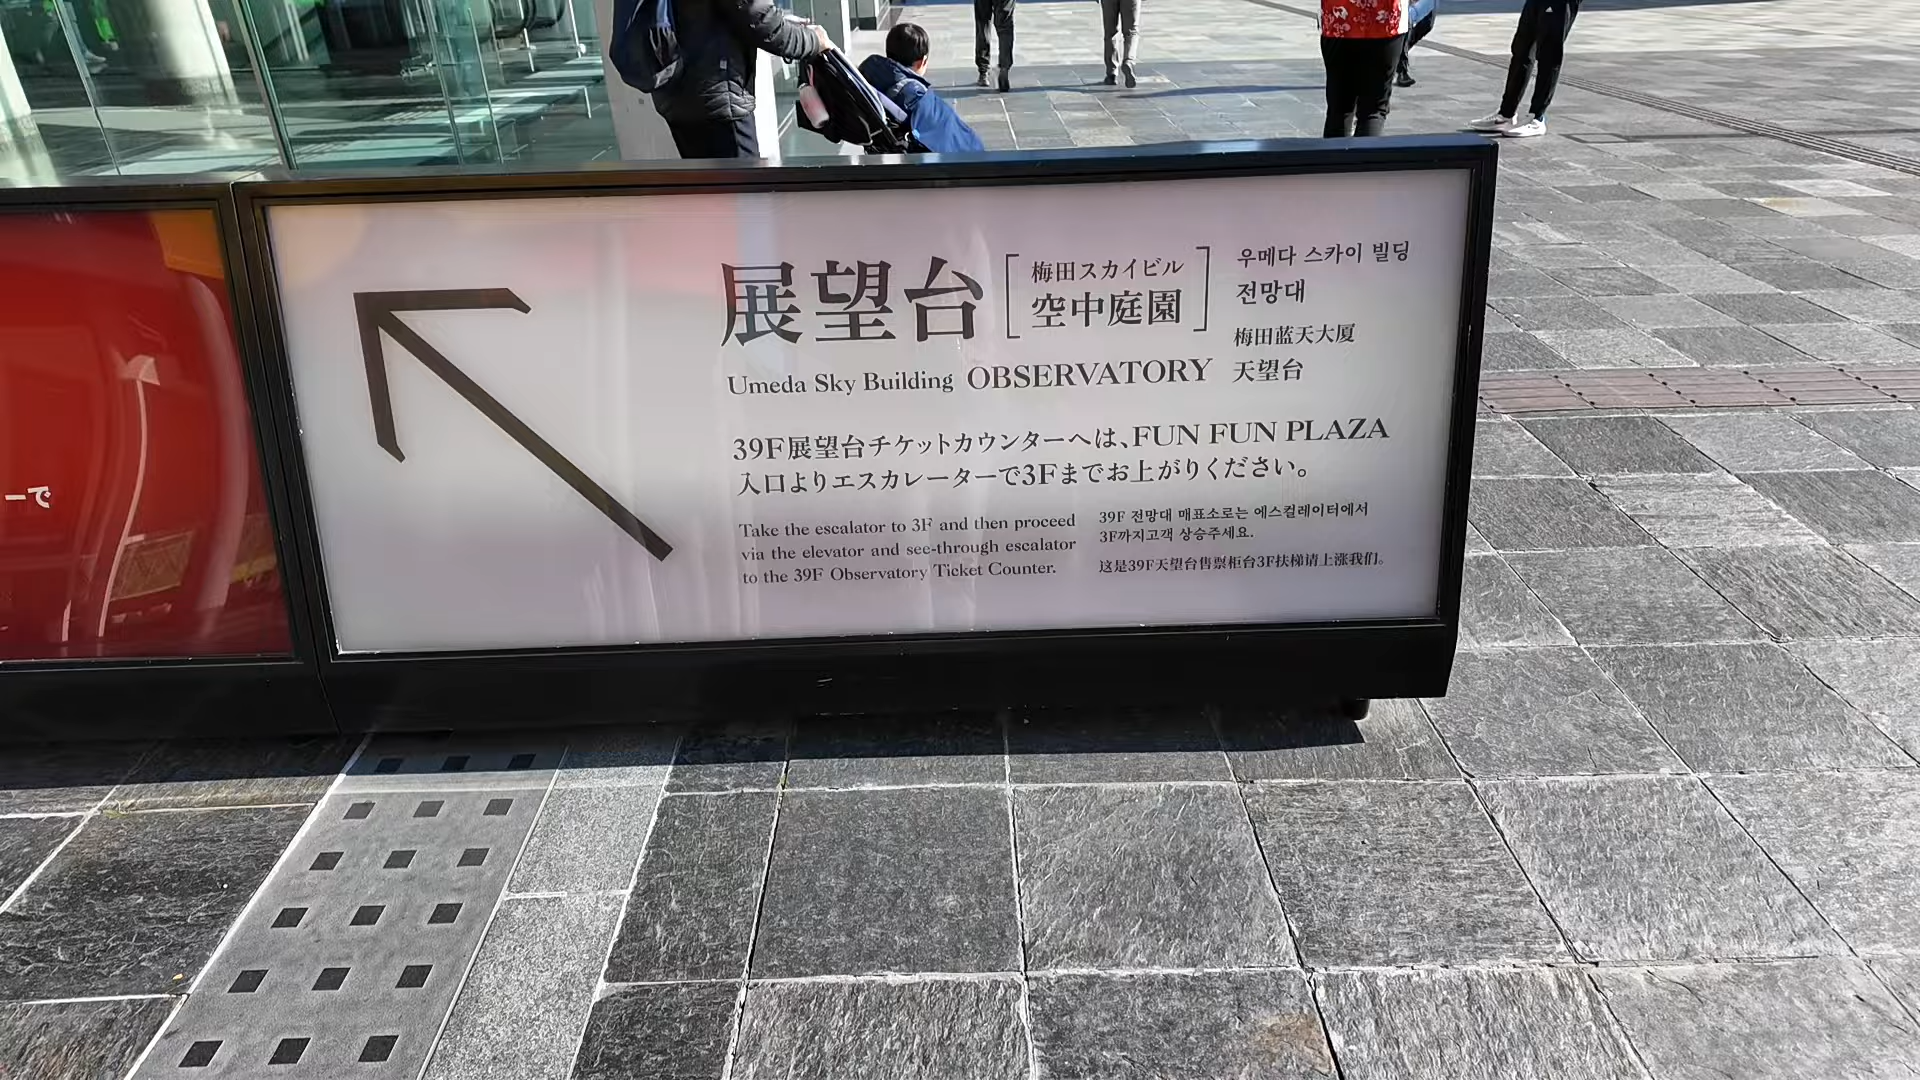 ーで
展望台
梅田スカイビル
空中庭園
우메다 스카이 빌딩
전망대
梅田蓝天大厦
天望台
Umeda Sky Building OBSERVATORY
39F展望台チケットカウンターへは、FUN FUN PLAZA
入口よりエスカレーターで3Fまでお上がりください。
Take the escalator to 3F and then proceed
via the elevator and see-through escalator
to the 39F Observatory Ticket Counter.
39F 전망대 매표소로는 에스컬레이터에서
3F까지고객 상승주세요.
这是39F天望台售票柜台3F扶梯请上涨我们。